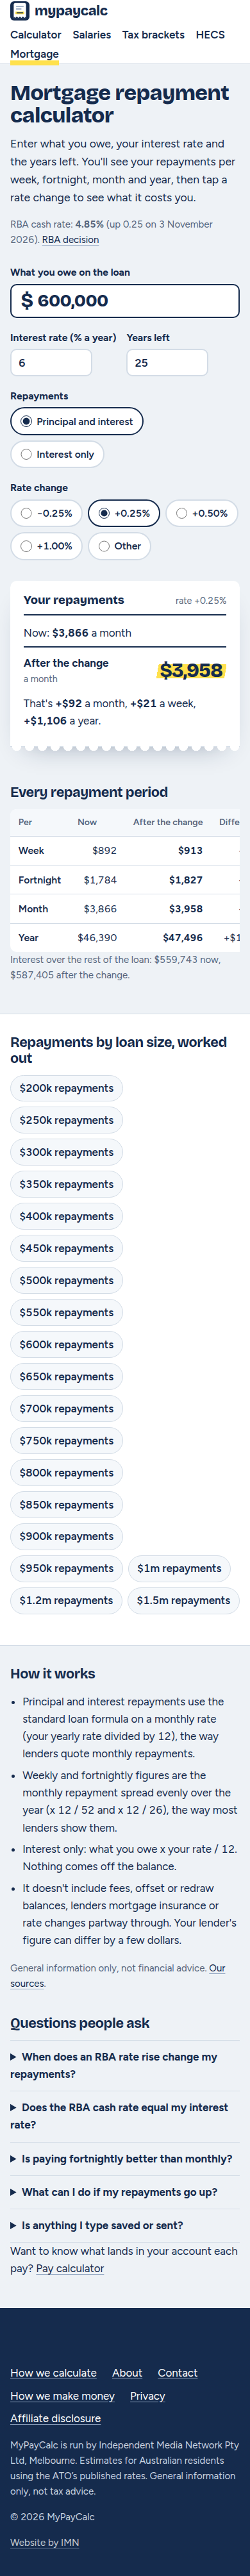 mypaycalc
Calculator Salaries Tax brackets HECS
Mortgage
Mortgage repayment
calculator
Enter what you owe, your interest rate and
the years left. You'll see your repayments per
week, fortnight, month and year, then tap a
rate change to see what it costs you.
RBA cash rate: 4.85% (up 0.25 on 3 November
2026). RBA decision
What you owe on the loan
$ 600,000
Interest rate (% a year) Years left
6 25
Repayments
Principal and interest
Interest only
Rate change
−0.25% +0.25% +0.50%
+1.00% Other
Your repayments rate +0.25%
Now: $3,866 a month
After the change
a month
$3,958
That's +$92 a month, +$21 a week,
+$1,106 a year.
Every repayment period
Per Now After the change Diffe
Week $892 $913
Fortnight $1,784 $1,827
Month $3,866 $3,958
Year $46,390 $47,496 +$1
Interest over the rest of the loan: $559,743 now,
$587,405 after the change.
Repayments by loan size, worked
out
$200k repayments
$250k repayments
$300k repayments
$350k repayments
$400k repayments
$450k repayments
$500k repayments
$550k repayments
$600k repayments
$650k repayments
$700k repayments
$750k repayments
$800k repayments
$850k repayments
$900k repayments
$950k repayments $1m repayments
$1.2m repayments $1.5m repayments
How it works
• Principal and interest repayments use the
standard loan formula on a monthly rate
(your yearly rate divided by 12), the way
lenders quote monthly repayments.
• Weekly and fortnightly figures are the
monthly repayment spread evenly over the
year (x 12 / 52 and x 12 / 26), the way most
lenders show them.
• Interest only: what you owe x your rate / 12.
Nothing comes off the balance.
• It doesn't include fees, offset or redraw
balances, lenders mortgage insurance or
rate changes partway through. Your lender's
figure can differ by a few dollars.
General information only, not financial advice. Our
sources.
Questions people ask
When does an RBA rate rise change my
repayments?
Does the RBA cash rate equal my interest
rate?
Is paying fortnightly better than monthly?
What can I do if my repayments go up?
Is anything I type saved or sent?
Want to know what lands in your account each
pay? Pay calculator
How we calculate About Contact
How we make money Privacy
Affiliate disclosure
MyPayCalc is run by Independent Media Network Pty
Ltd, Melbourne. Estimates for Australian residents
using the ATO's published rates. General information
only, not tax advice.
© 2026 MyPayCalc
Website by IMN